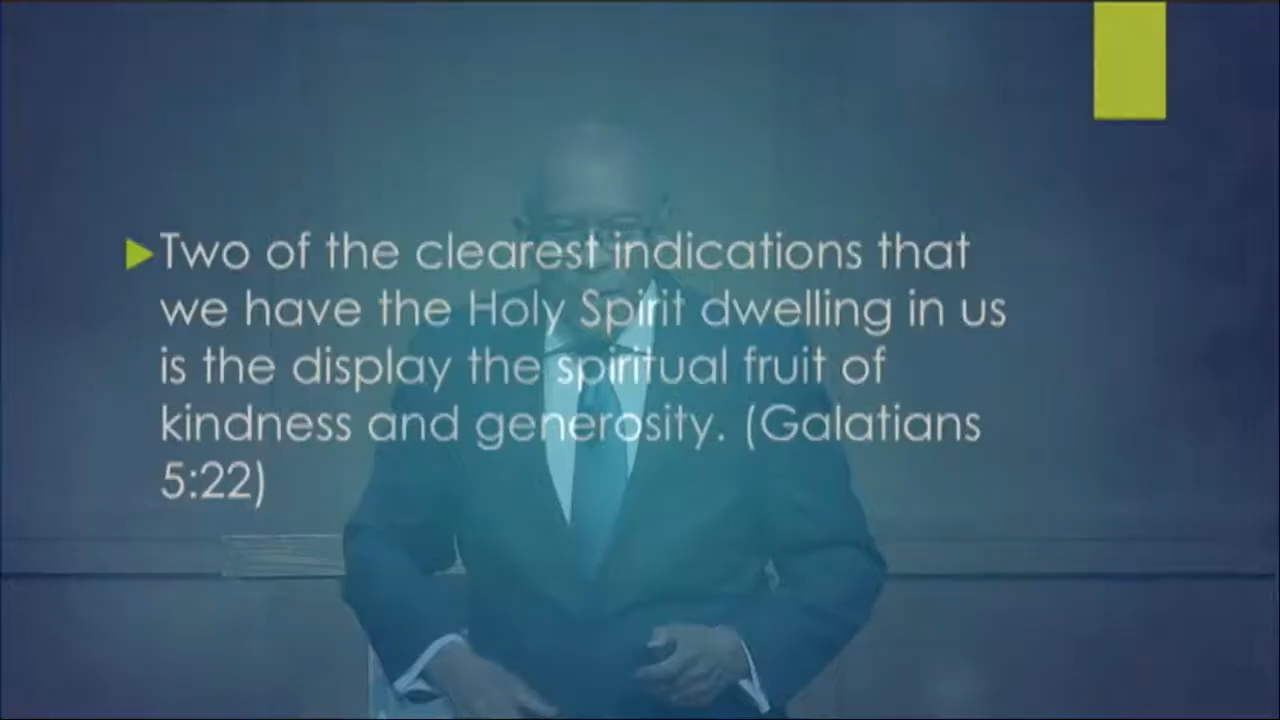 Two of the clearest indications that
we have the Holy Spirit dwelling in us
is the display the spiritual fruit of
kindness and generosity. (Galatians
5:22)